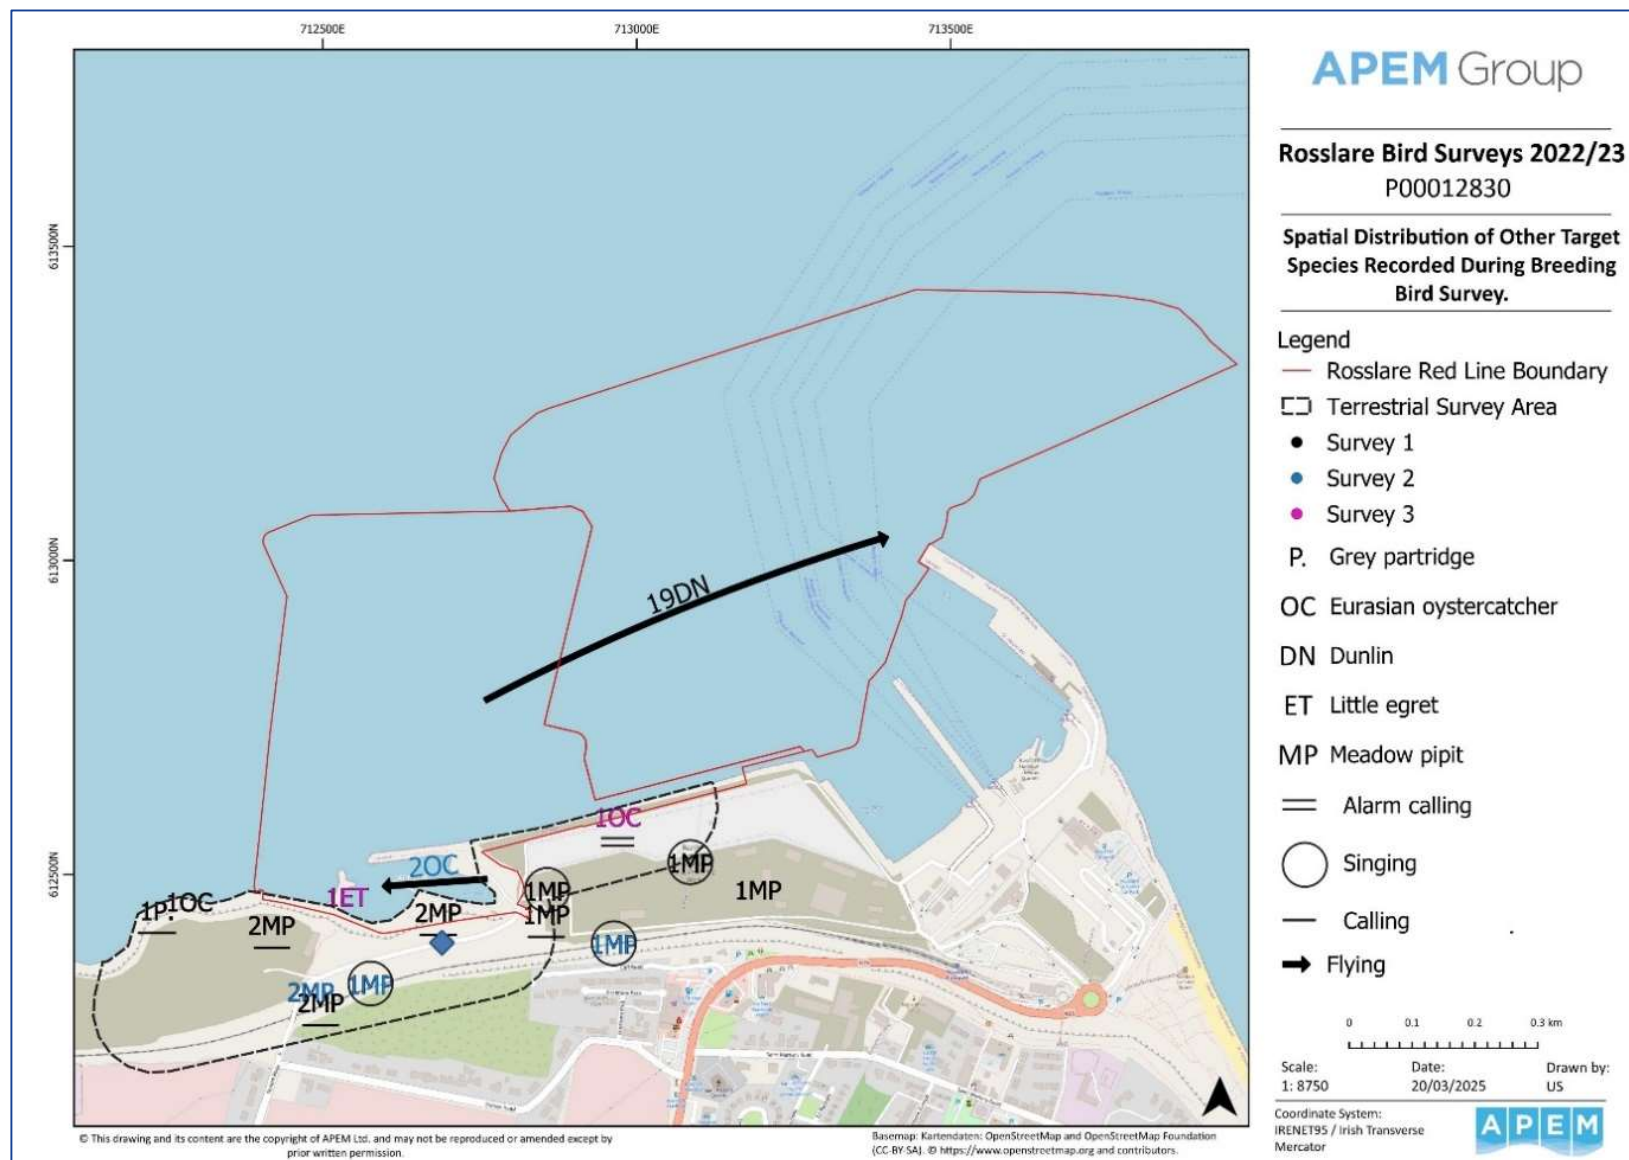 712500E
713000E
713500E
613500N
613000N
612500N
19DN
1OC
2OC
1ET
1P.
1OC
2MP
2MP
1MP
1MP
1MP
1MP
1MP
1MP
2MP
2MP
APEM Group
Rosslare Bird Surveys 2022/23
P00012830
Spatial Distribution of Other Target
Species Recorded During Breeding
Bird Survey.
Legend
Rosslare Red Line Boundary
Terrestrial Survey Area
Survey 1
Survey 2
Survey 3
P. Grey partridge
OC Eurasian oystercatcher
DN Dunlin
ET Little egret
MP Meadow pipit
Alarm calling
Singing
Calling
Flying
0 0.1 0.2 0.3 km
Scale: Date: Drawn by:
1: 8750 20/03/2025 US
Coordinate System:
IRENET95 / Irish Transverse
Mercator
APEM
© This drawing and its content are the copyright of APEM Ltd. and may not be reproduced or amended except by
prior written permission.
Basemap: Kartendaten: OpenStreetMap and OpenStreetMap Foundation
(CC-BY-SA). © https://www.openstreetmap.org and contributors.